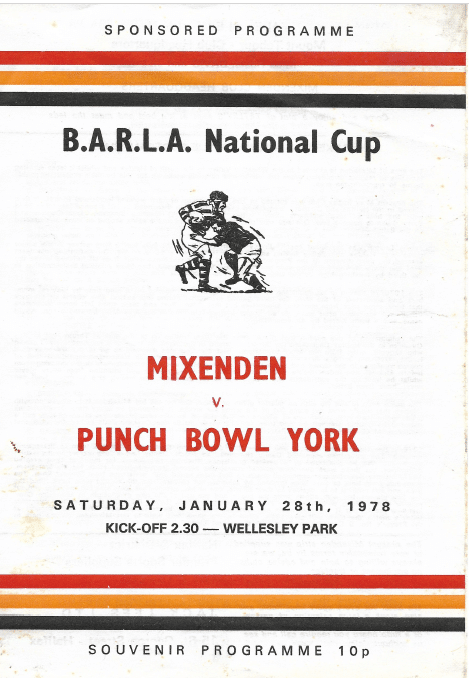 SPONSORED PROGRAMME
B.A.R.L.A. National Cup
MIXENDEN
v.
PUNCH BOWL YORK
SATURDAY, JANUARY 28th, 1978
KICK-OFF 2.30 — WELLESLEY PARK
SOUVENIR PROGRAMME 10p